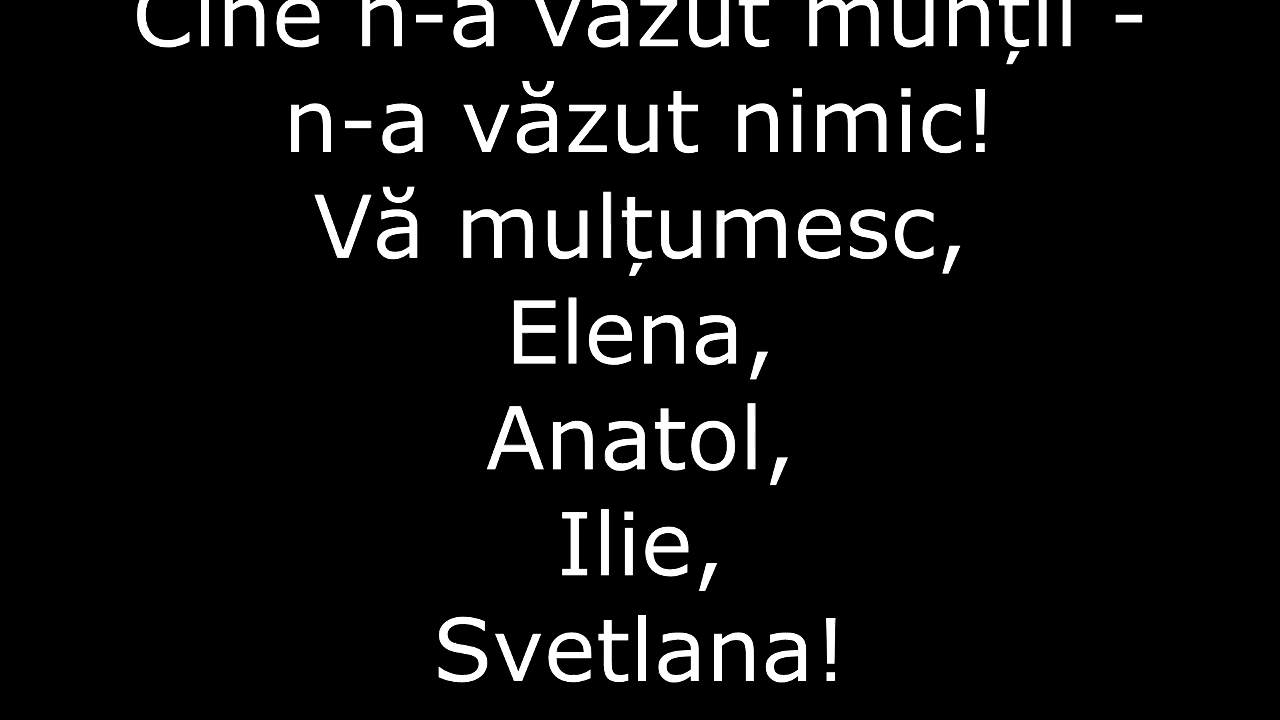 Cine n-a văzut munții -
n-a văzut nimic!
Vă mulțumesc,
Elena,
Anatol,
Ilie,
Svetlana!